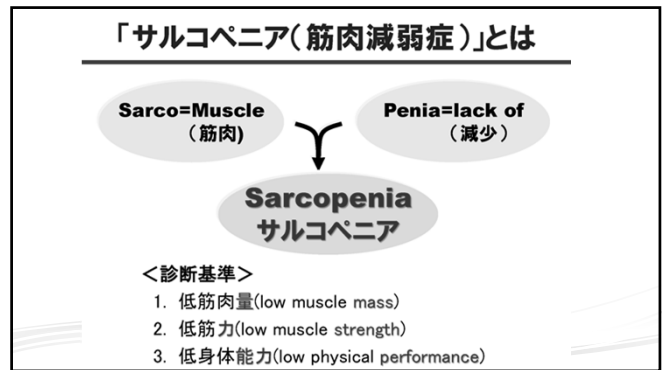 「サルコペニア(筋肉減弱症)」とは
Sarco=Muscle
(筋肉)
Penia=lack of
(減少)
Sarcopenia
サルコペニア
<診断基準>
1. 低筋肉量(low muscle mass)
2. 低筋力(low muscle strength)
3. 低身体能力(low physical performance)